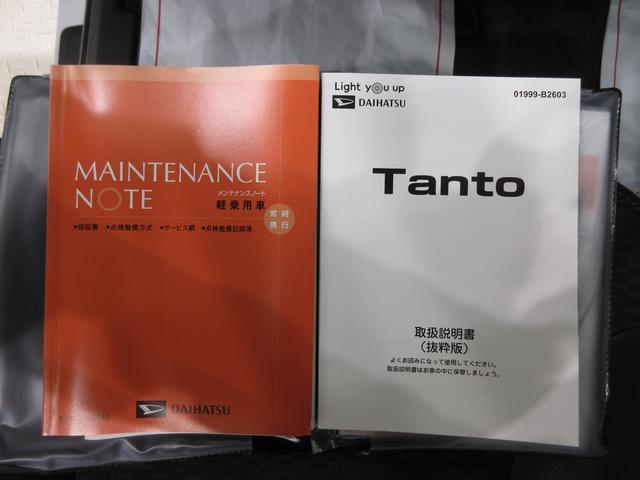 MAINTENANCE
NOTE
メンテナンスノート
軽乗用車
常時
携行
●保証書 ●点検整備方式 ●サービス網 ●点検整備記録簿
DAIHATSU
Light you up
DAIHATSU
01999-B2603
Tanto
取扱説明書
(抜粋版)
よくお読みになって使用してください。
取扱説明書はお車の中に保管しましょう。